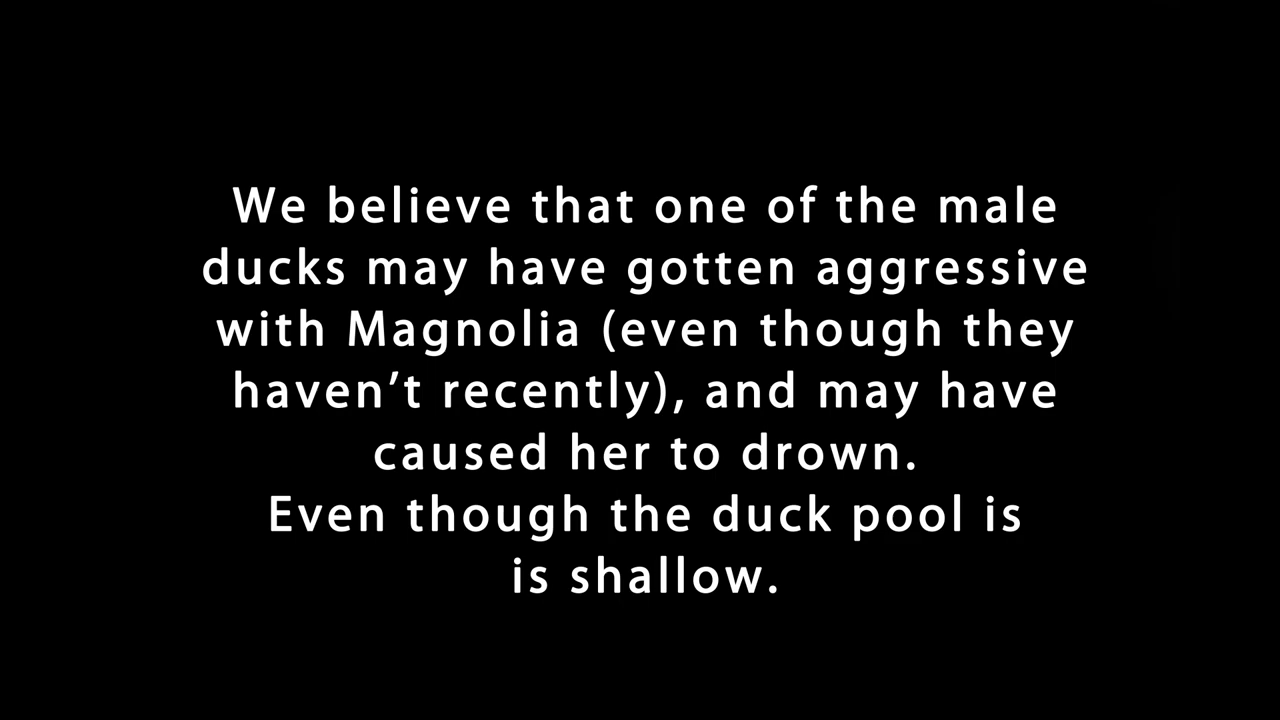 We believe that one of the male
ducks may have gotten aggressive
with Magnolia (even though they
haven’t recently), and may have
caused her to drown.
Even though the duck pool is
is shallow.